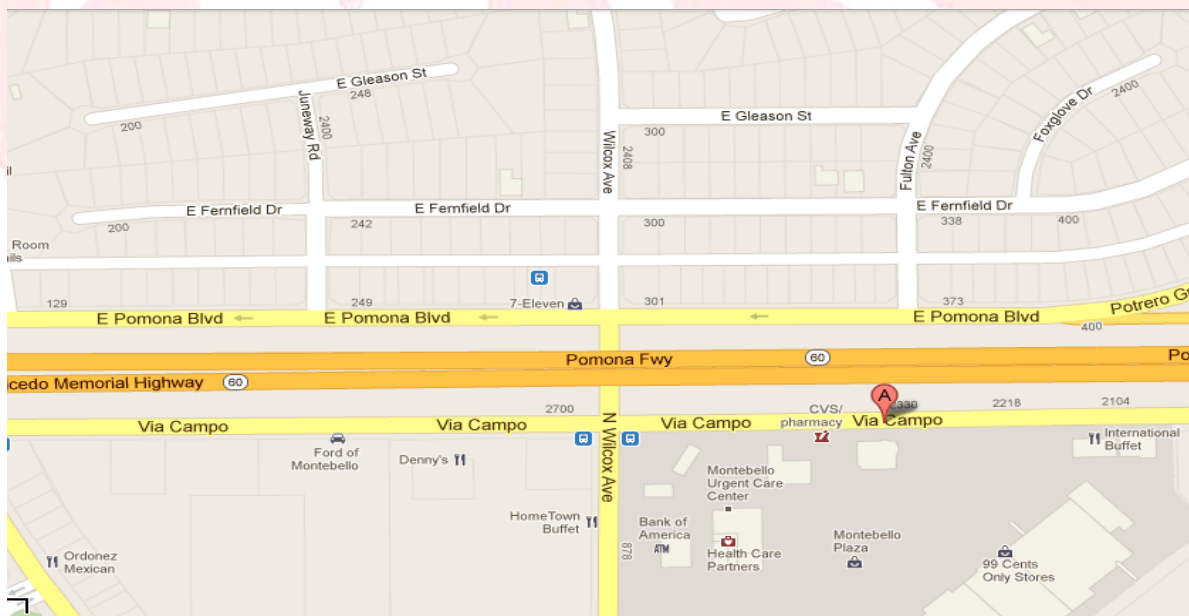 E Gleason St
248
200
Juneway Rd
2400
Wilcox Ave
2408
E Gleason St
300
Fulton Ave
2400
Foxglove Dr
2400
E Fernfield Dr
200
E Fernfield Dr
242
300
E Fernfield Dr
338
400
Room
129
249
7-Eleven
301
373
E Pomona Blvd
E Pomona Blvd
E Pomona Blvd
Potrero G
400
Pomona Fwy
60
Po
cedo Memorial Highway
60
2700
CVS/
pharmacy
A
2330
2218
2104
Via Campo
Via Campo
Via Campo
Via Campo
Ford of
Montebello
Denny's
N Wilcox Ave
International
Buffet
Montebello
Urgent Care
Center
HomeTown
Buffet
Bank of
America
ATM
878
Health Care
Partners
Montebello
Plaza
99 Cents
Only Stores
Ordonez
Mexican